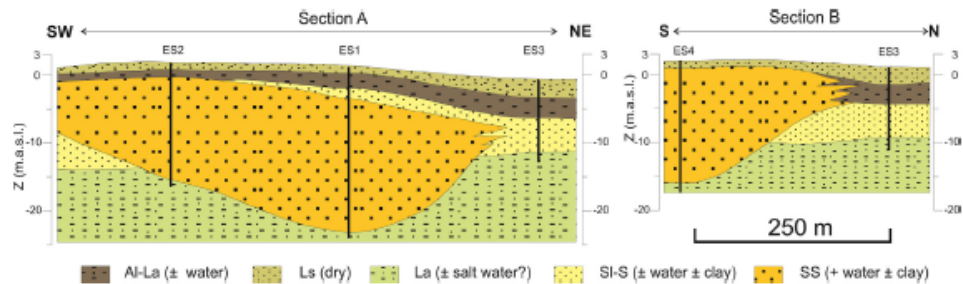 Section A
Section B
SW NE S N
ES2 ES1 ES3 ES4 ES3
3 3 3 3
0 0 0 0
-10 -10 -10 -10
-20 -20 -20 -20
Z (m.a.s.l.) Z (m.a.s.l.) Z (m.a.s.l.)
250 m
Al-La (± water) Ls (dry) La (± salt water?) SI-S (± water ± clay) SS (+ water ± clay)